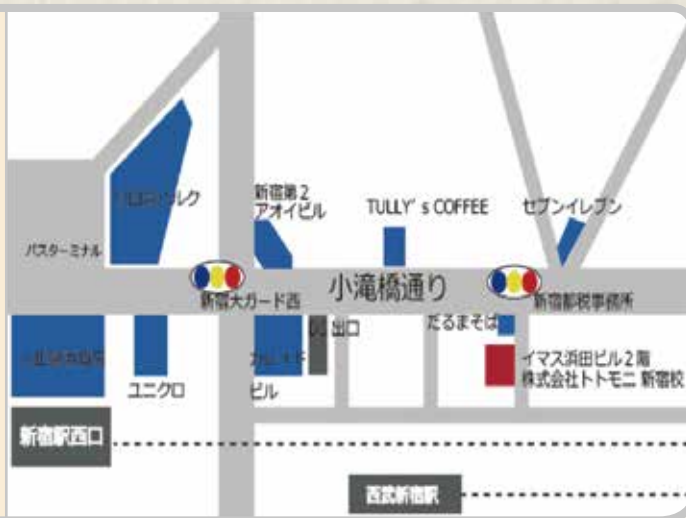 新宿第2
アオイビル
TULLY’s COFFEE
セブンイレブン
バスターミナル
新宿大ガード西
小滝橋通り
新宿都税事務所
出口
だるまそば
ユニクロ
ビル
イマス浜田ビル2階
株式会社トトモニ 新宿校
新宿駅西口
西武新宿駅